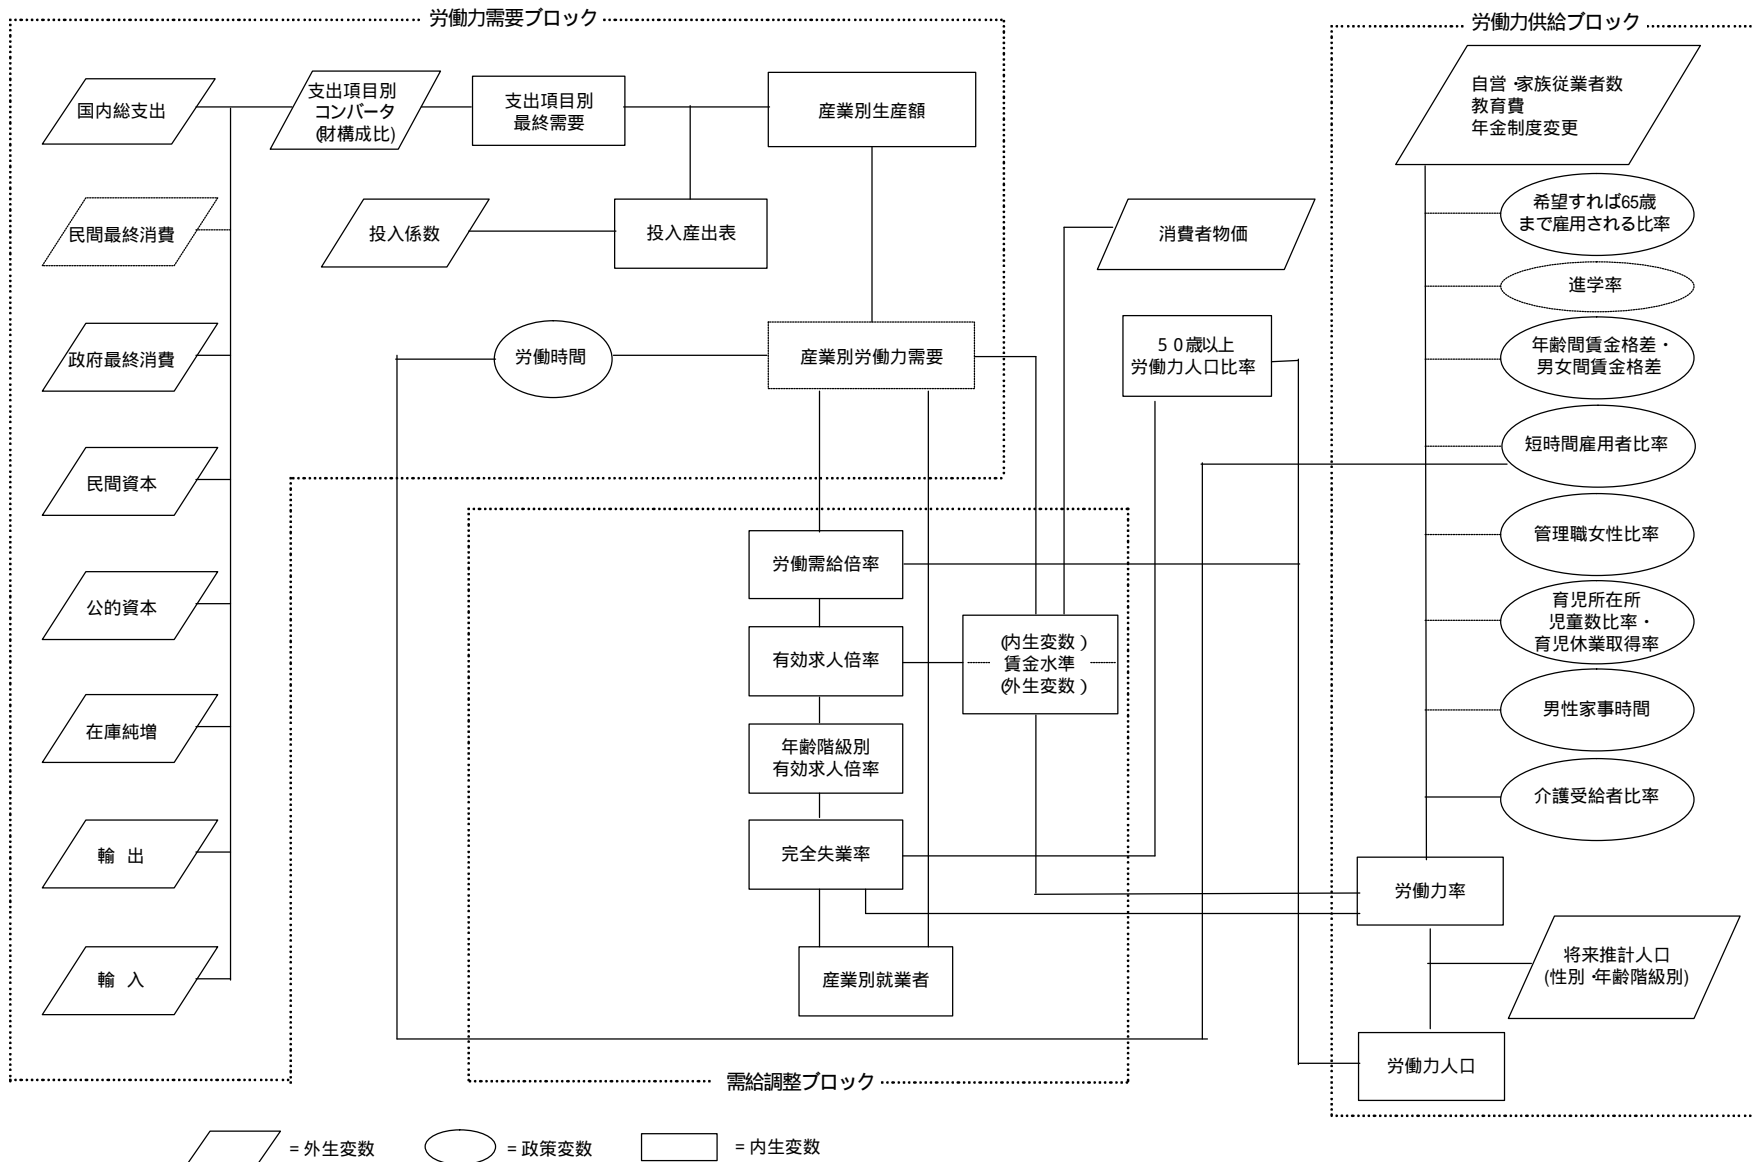 労働力需要ブロック
国内総支出
支出項目別
コンバータ
(財構成比)
支出項目別
最終需要
産業別生産額
民間最終消費
投入係数
投入産出表
政府最終消費
労働時間
産業別労働力需要
民間資本
公的資本
在庫純増
輸 出
輸 入
消費者物価
５０歳以上
労働力人口比率
労働需給倍率
有効求人倍率
(内生変数)
賃金水準
(外生変数)
年齢階級別
有効求人倍率
完全失業率
産業別就業者
需給調整ブロック
労働力供給ブロック
自営・家族従業者数
教育費
年金制度変更
希望すれば65歳
まで雇用される比率
進学率
年齢間賃金格差・
男女間賃金格差
短時間雇用者比率
管理職女性比率
育児所在所
児童数比率・
育児休業取得率
男性家事時間
介護受給者比率
労働力率
将来推計人口
(性別・年齢階級別)
労働力人口
= 外生変数
= 政策変数
= 内生変数